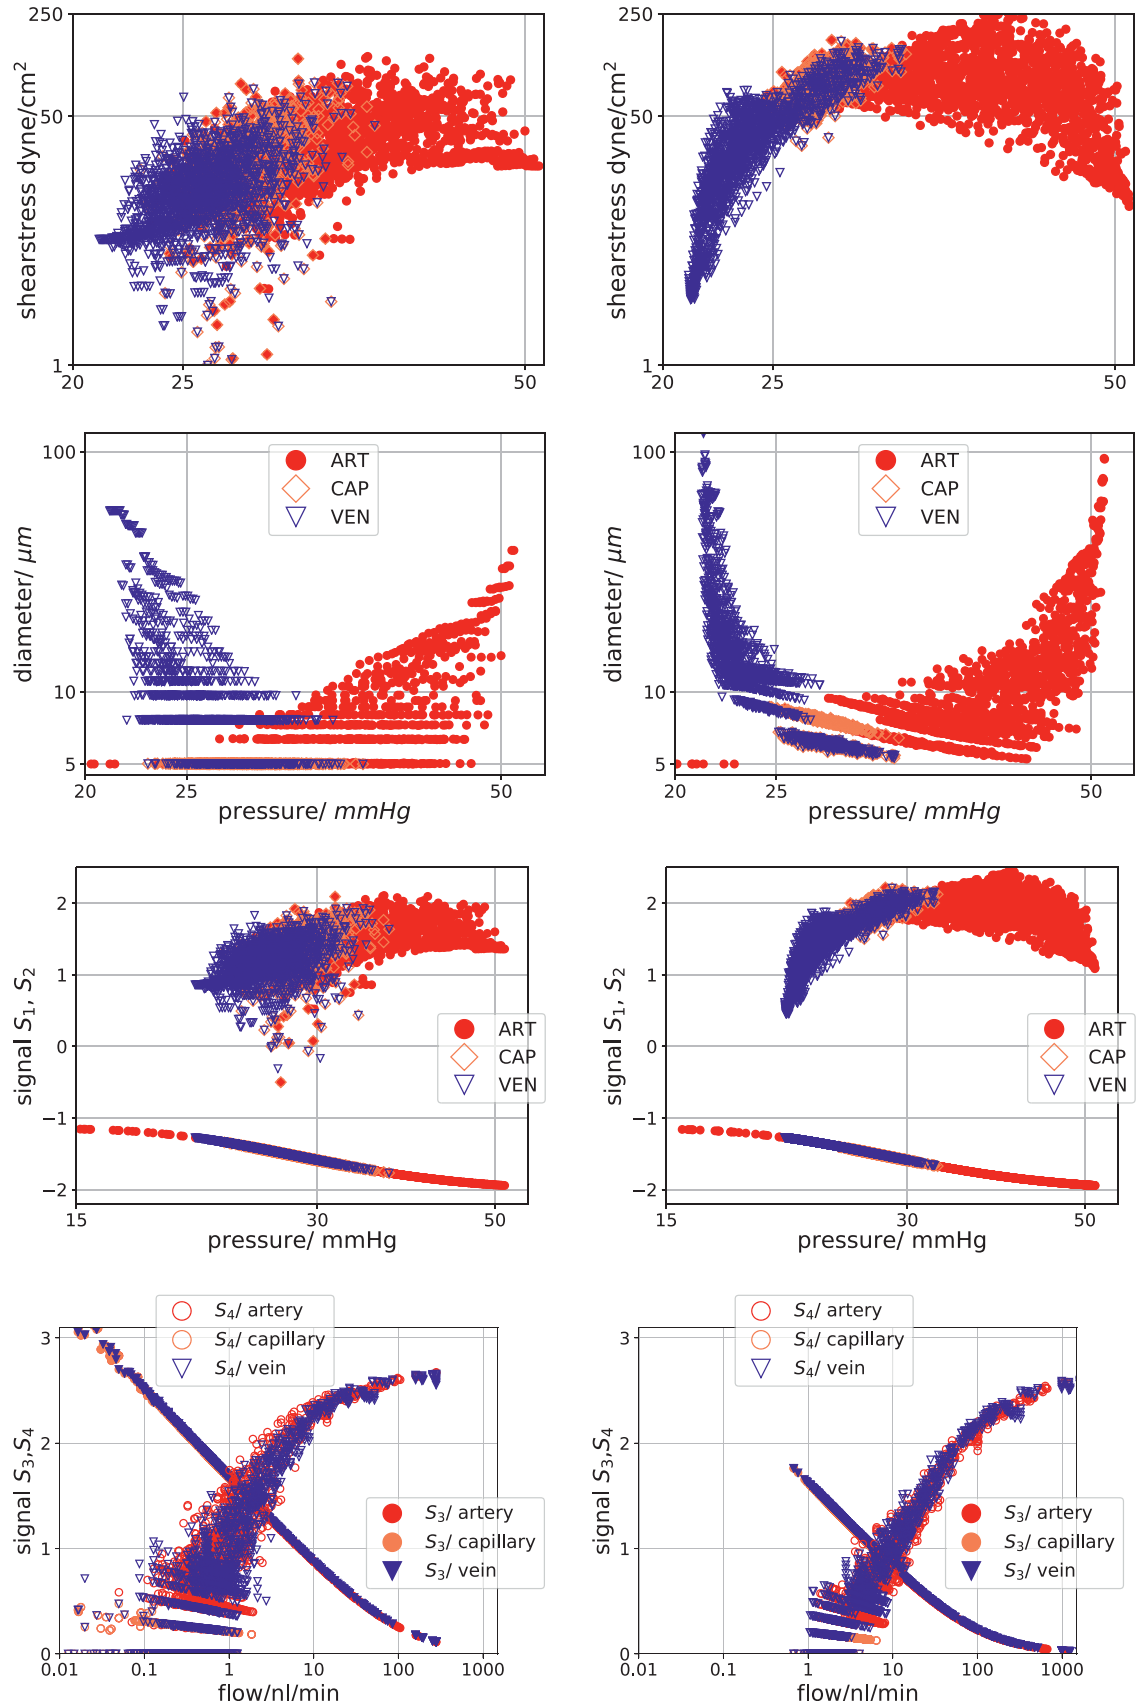 250
50
1
shearstress dyne/cm²
20 25 50
250
50
1
shearstress dyne/cm²
20 25 50
100
10
5
diameter/ μm
ART
CAP
VEN
20 25 50
pressure/ mmHg
100
10
5
diameter/ μm
ART
CAP
VEN
20 25 50
pressure/ mmHg
2
1
0
−1
−2
signal S₁, S₂
ART
CAP
VEN
15 30 50
pressure/ mmHg
2
1
0
−1
−2
signal S₁, S₂
ART
CAP
VEN
15 30 50
pressure/ mmHg
S₄/ artery
S₄/ capillary
S₄/ vein
3
2
1
0
signal S₃,S₄
S₃/ artery
S₃/ capillary
S₃/ vein
0.01 0.1 1 10 100 1000
flow/nl/min
S₄/ artery
S₄/ capillary
S₄/ vein
3
2
1
0
signal S₃,S₄
S₃/ artery
S₃/ capillary
S₃/ vein
0.01 0.1 1 10 100 1000
flow/nl/min